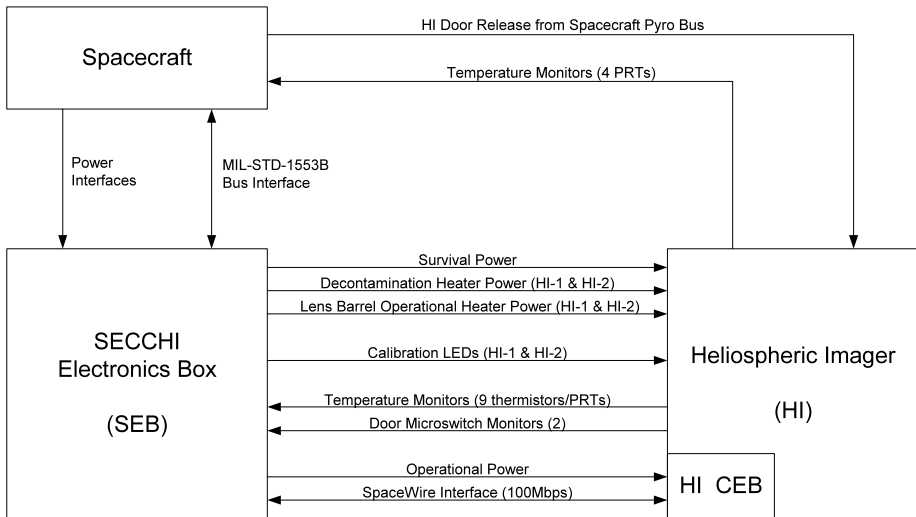 HI Door Release from Spacecraft Pyro Bus
Spacecraft
Temperature Monitors (4 PRTs)
Power
Interfaces
MIL-STD-1553B
Bus Interface
Survival Power
Decontamination Heater Power (HI-1 & HI-2)
Lens Barrel Operational Heater Power (HI-1 & HI-2)
SECCHI
Electronics Box
(SEB)
Calibration LEDs (HI-1 & HI-2)
Heliospheric Imager
(HI)
Temperature Monitors (9 thermistors/PRTs)
Door Microswitch Monitors (2)
Operational Power
SpaceWire Interface (100Mbps)
HI CEB